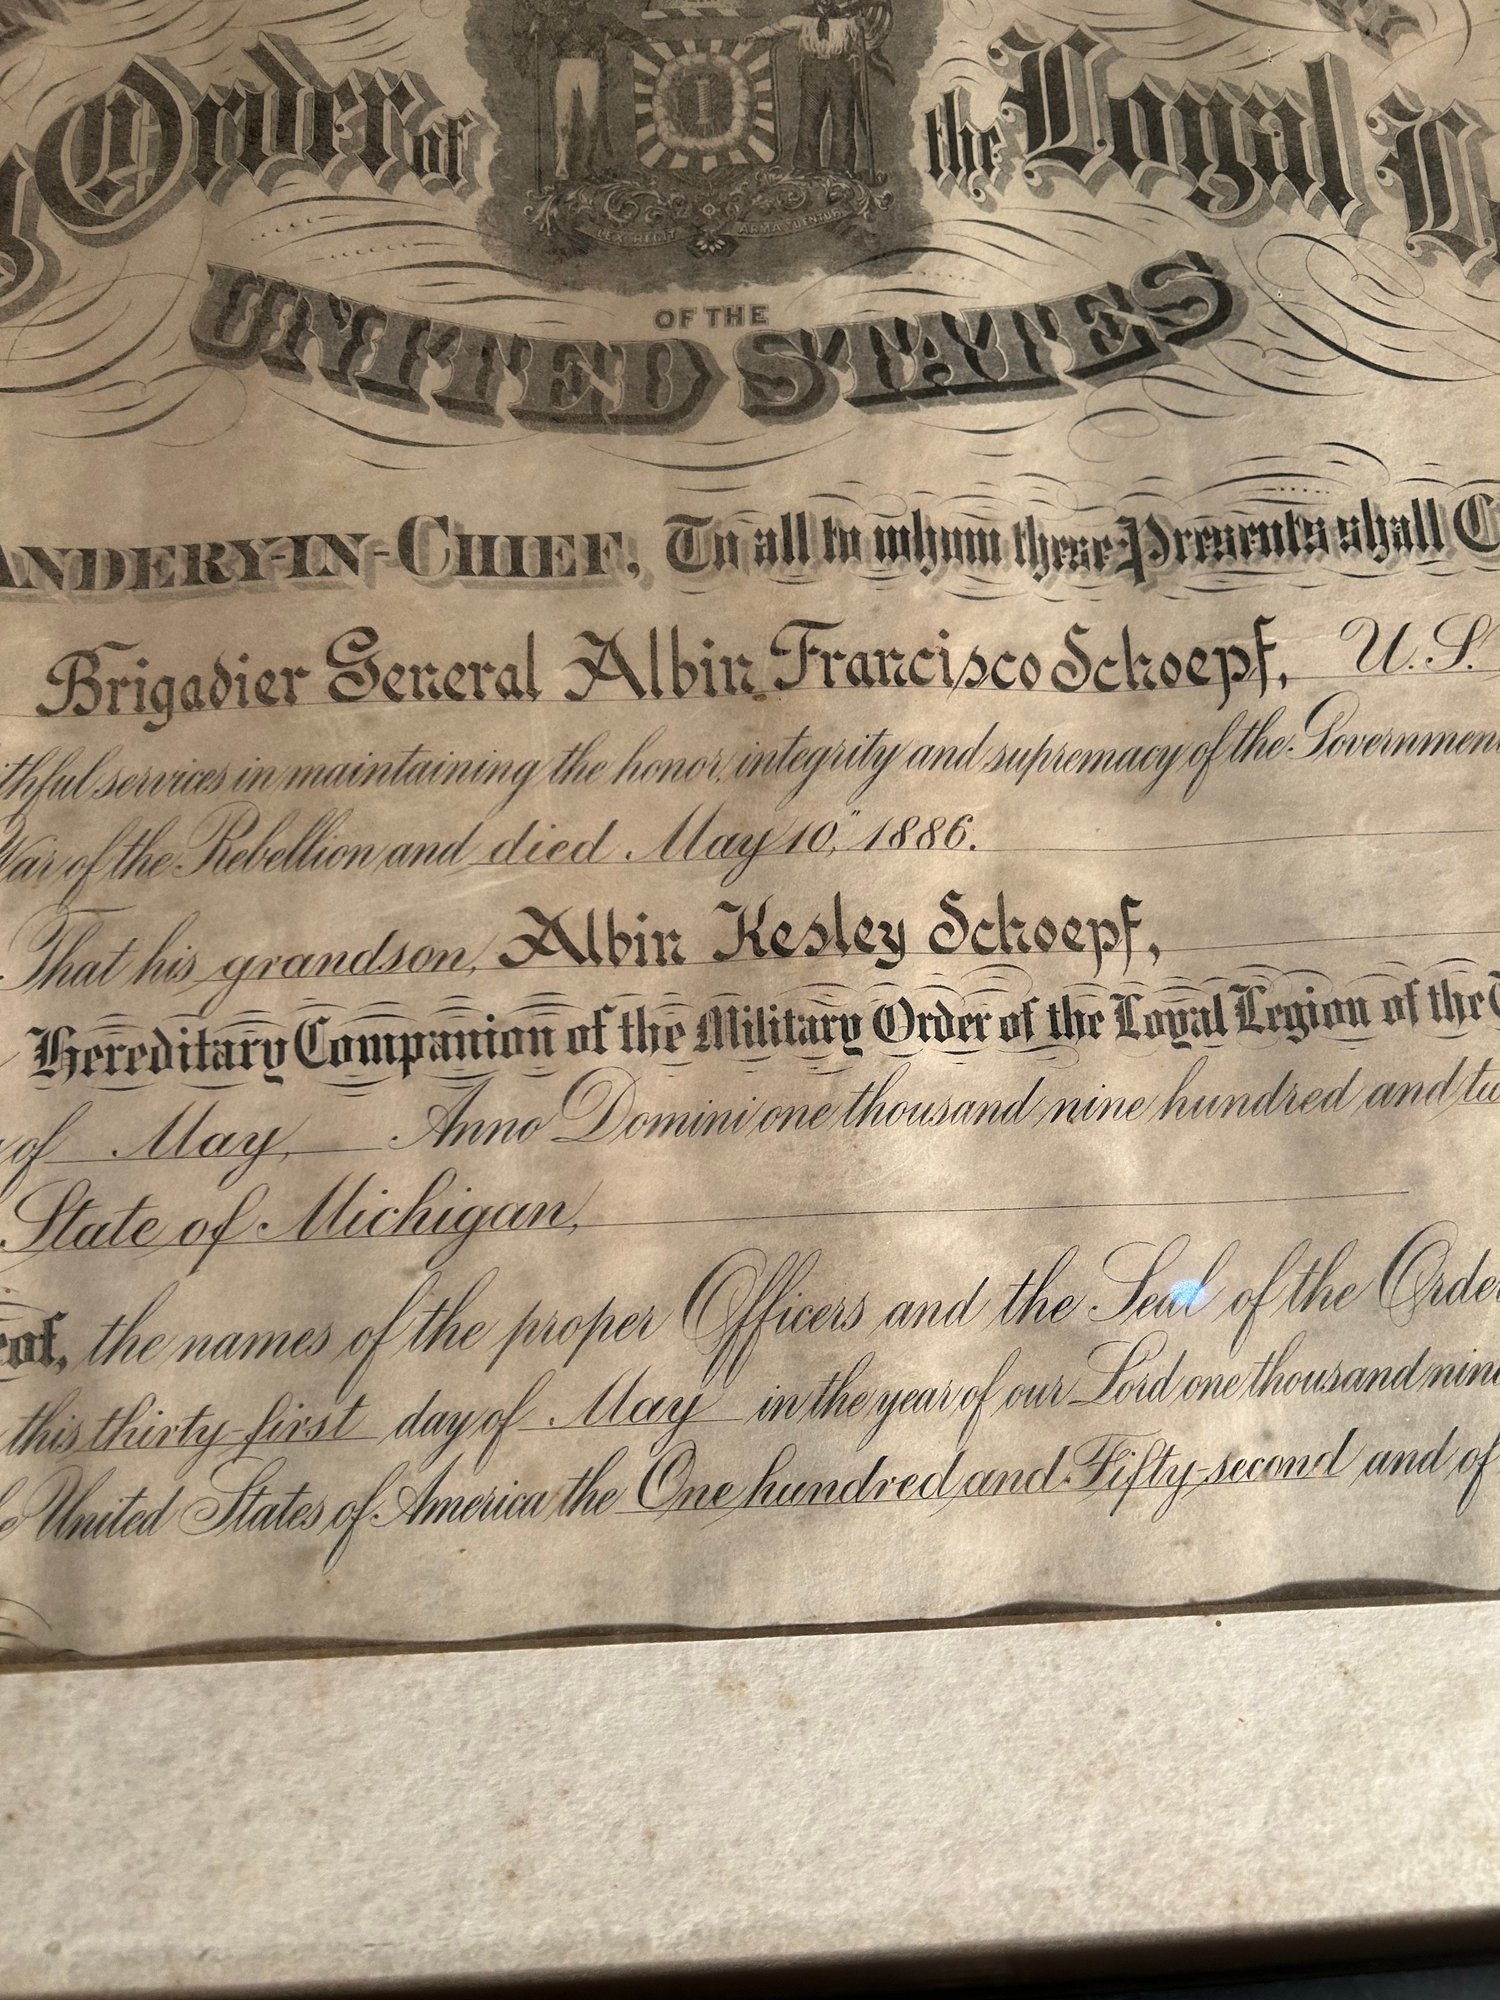 Order of the Loyal
LEX REGIT ARMA TUENTUR
OF THE
UNITED STATES
ANDERY-IN-CHIEF, To all to whom these Presents shall C
Brigadier General Albin Francisco Schoepf, U.S.
ithful services in maintaining the honor, integrity and supremacy of the Governmen
War of the Rebellion and died May 10," 1886.
That his grandson, Albin Kesley Schoepf,
Hereditary Companion of the Military Order of the Loyal Legion of the
of May, Anno Domini one thousand nine hundred and tw
State of Michigan,
eof, the names of the proper Officers and the Seal of the Order
this thirty-first day of May in the year of our Lord one thousand nine
e United States of America the One hundred and Fifty-second and of